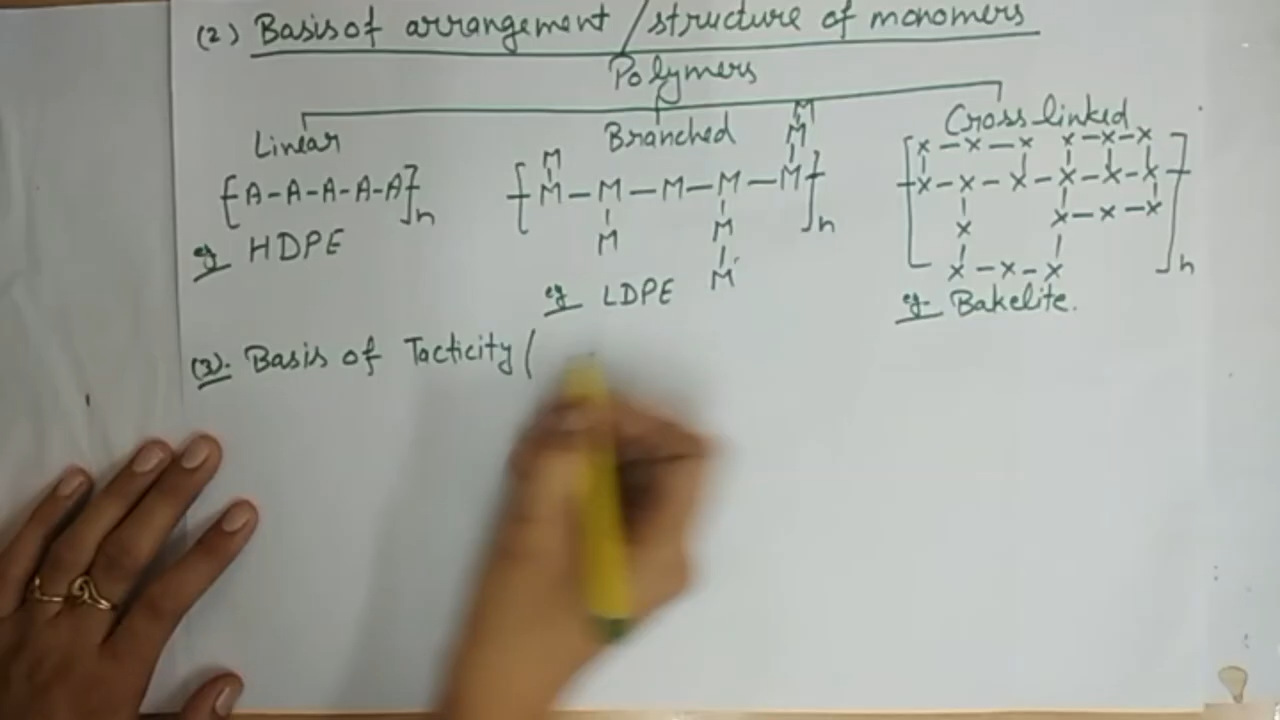 (2) Basis of arrangement / structure of monomers
Polymers
Linear
[A-A-A-A-A]n
eg HDPE
Branched
M M
M M
[M-M-M-M-M]n
M M
M
eg LDPE
Cross linked
[x-x-x x-x-x]
x-x-x-x-x-x
x x-x-x
x-x-x n
eg. Bakelite.
(3). Basis of Tacticity (